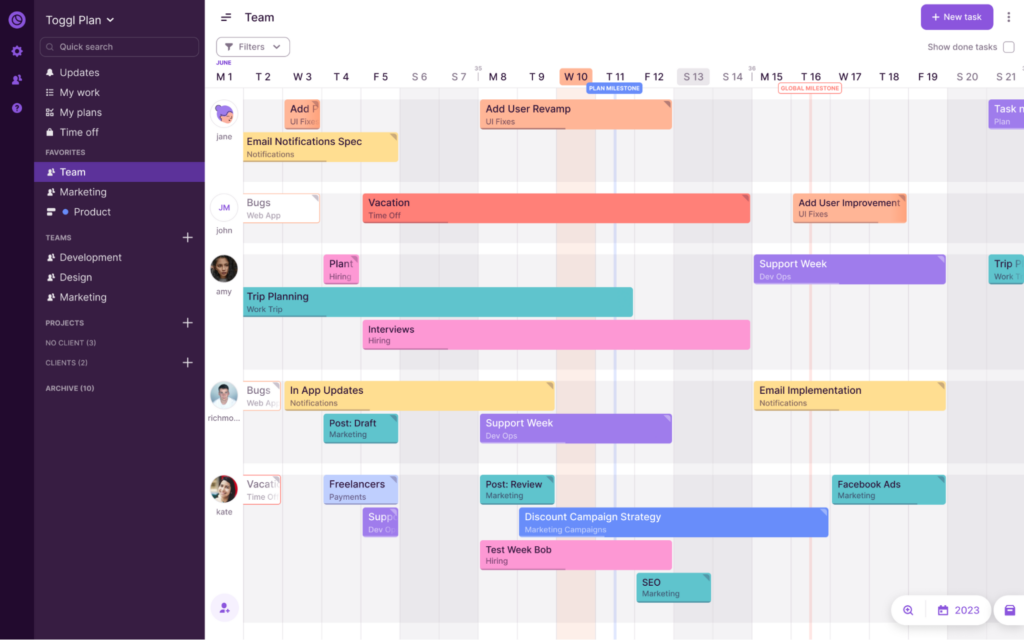 Toggl Plan
Quick search
Updates
My work
My plans
Time off
FAVORITES
Team
Marketing
Product
TEAMS
Development
Design
Marketing
PROJECTS
NO CLIENT (3)
CLIENTS (2)
ARCHIVE (10)
Team
New task
Filters
Show done tasks
JUNE
M 1 T 2 W 3 T 4 F 5 S 6 S 7 M 8 T 9 W 10 T 11 F 12 S 13 S 14 M 15 T 16 W 17 T 18 F 19 S 20 S 21
PLAN MILESTONE
GLOBAL MILESTONE
jane
Add
UI Fixes
Add User Revamp
UI Fixes
Task
Plan
Email Notifications Spec
Notifications
JM
john
Bugs
Web App
Vacation
Time Off
Add User Improvement
UI Fixes
amy
Plant
Hiring
Support Week
Dev Ops
Trip P
Work T
Trip Planning
Work Trip
Interviews
Hiring
richmo...
Bugs
Web App
In App Updates
Notifications
Email Implementation
Notifications
Post: Draft
Marketing
Support Week
Dev Ops
kate
Vacati
Time Of
Freelancers
Payments
Post: Review
Marketing
Facebook Ads
Marketing
Supp
Dev O
Discount Campaign Strategy
Marketing Campaigns
Test Week Bob
Hiring
SEO
Marketing
2023